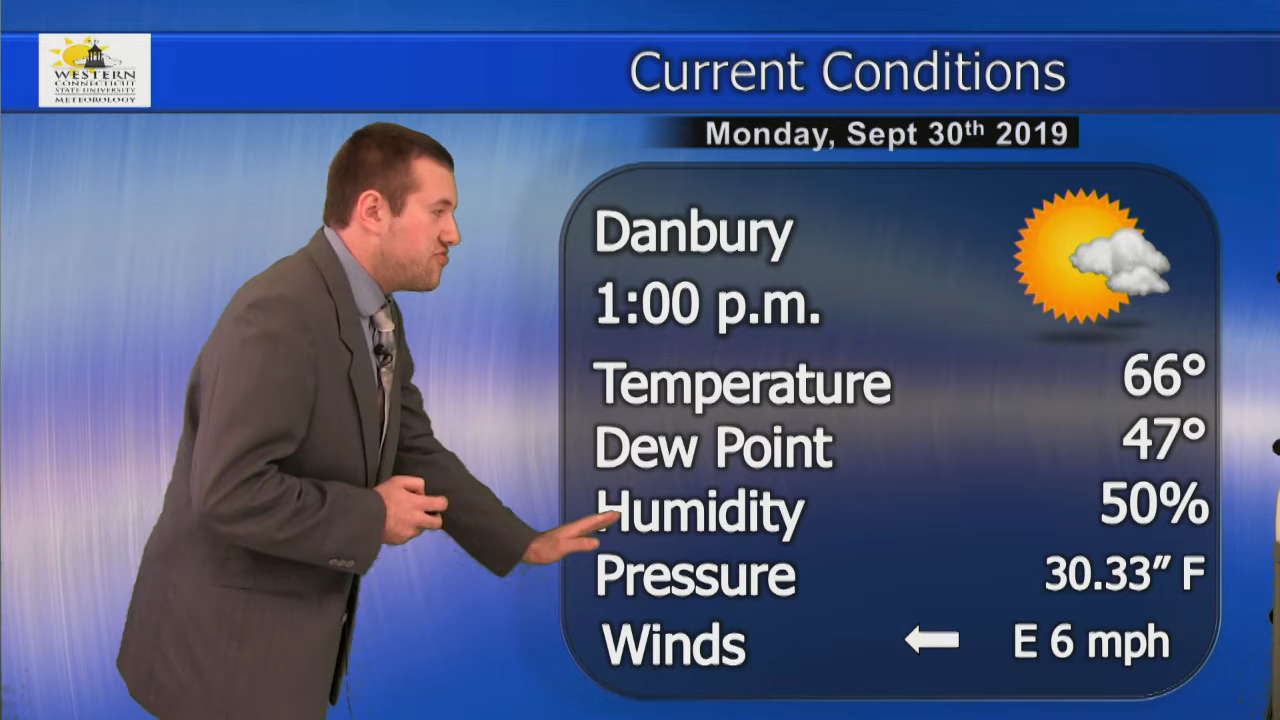 WESTERN
CONNECTICUT
STATE UNIVERSITY
METEOROLOGY
Current Conditions
Monday, Sept 30th 2019
Danbury
1:00 p.m.
Temperature 66°
Dew Point 47°
Humidity 50%
Pressure 30.33” F
Winds E 6 mph